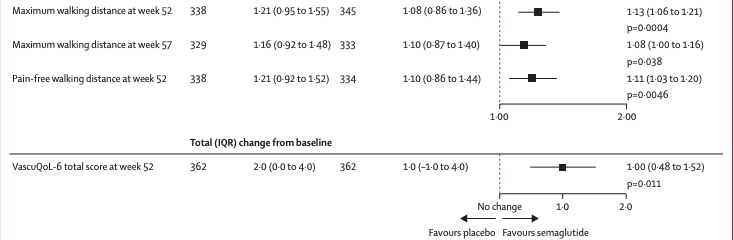 Maximum walking distance at week 52 338 1·21 (0·95 to 1·55) 345 1·08 (0·86 to 1·36) 1·13 (1·06 to 1·21)
p=0·0004
Maximum walking distance at week 57 329 1·16 (0·92 to 1·48) 333 1·10 (0·87 to 1·40) 1·08 (1·00 to 1·16)
p=0·038
Pain-free walking distance at week 52 338 1·21 (0·92 to 1·52) 334 1·10 (0·86 to 1·44) 1·11 (1·03 to 1·20)
p=0·0046
1·00 2·00
Total (IQR) change from baseline
VascuQoL-6 total score at week 52 362 2·0 (0·0 to 4·0) 362 1·0 (–1·0 to 4·0) 1·00 (0·48 to 1·52)
p=0·011
No change 1·0 2·0
Favours placebo Favours semaglutide